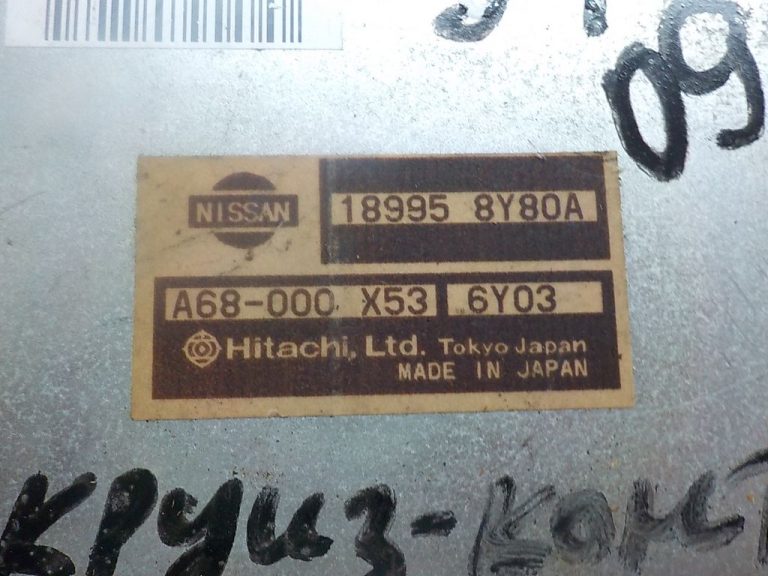 09
NISSAN
18995 8Y80A
A68-000 X53 6Y03
Hitachi, Ltd. Tokyo Japan
MADE IN JAPAN
круиз-конт